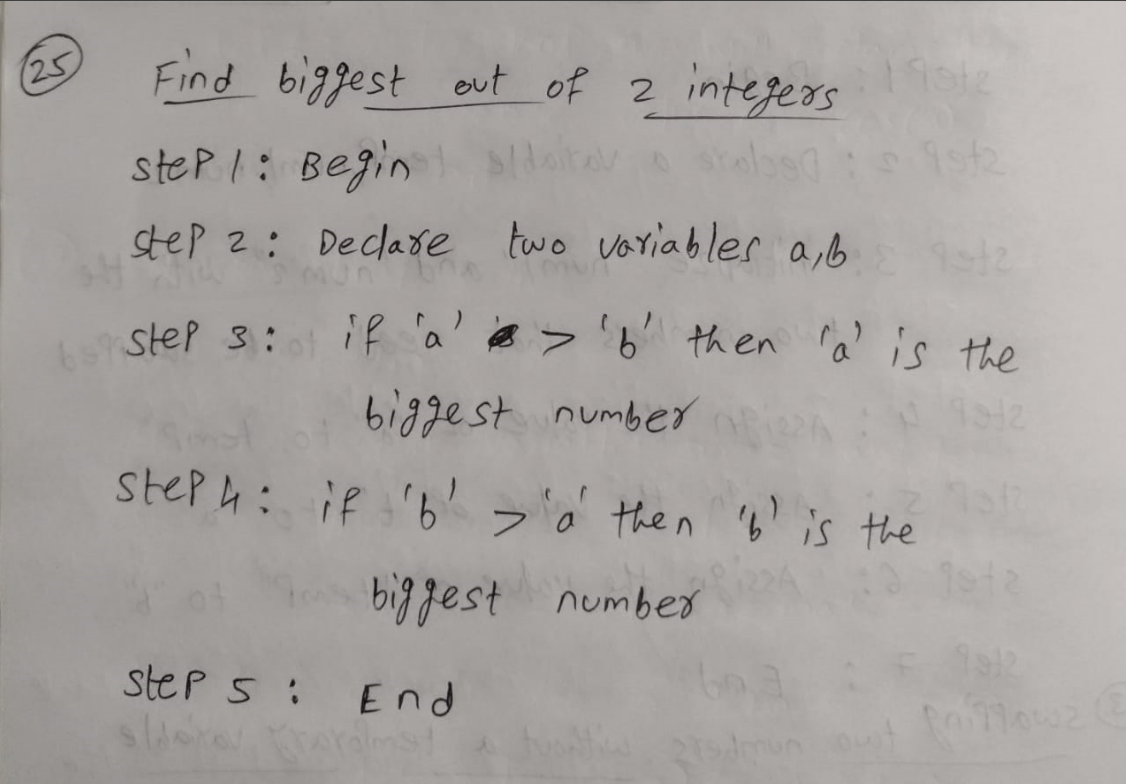 25
Find biggest out of 2 integers
step 1: Begin
step 2: Declare two variables a,b
step 3: if 'a' > 'b' then 'a' is the
biggest number
step 4: if 'b' > 'a' then 'b' is the
biggest number
step 5: End